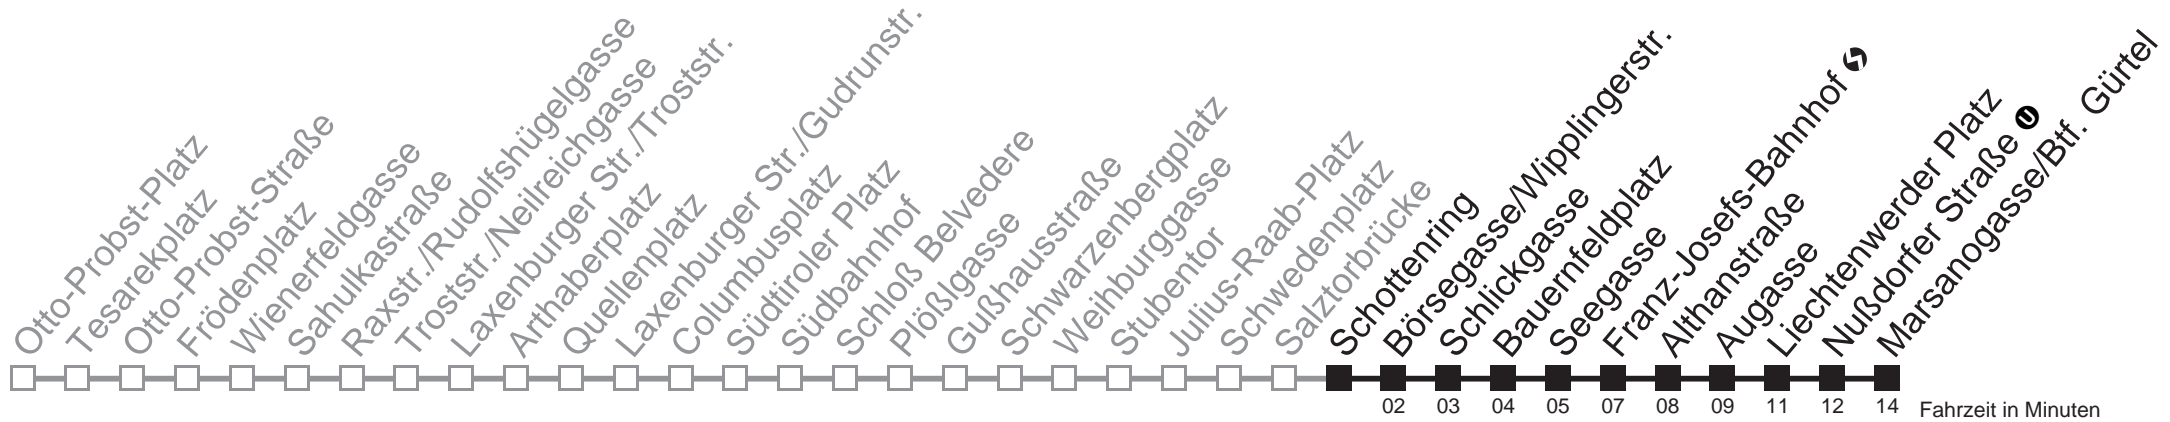 Otto-Probst-Platz
Tesarekplatz
Otto-Probst-Straße
Frödenplatz
Wienerfeldgasse
Sahulkastraße
Raxstr./Rudolfshügelgasse
Troststr./Neilreichgasse
Laxenburger Str./Troststr.
Arthaberplatz
Quellenplatz
Laxenburger Str./Gudrunstr.
Columbusplatz
Südtiroler Platz
Südbahnhof
Schloß Belvedere
Plößlgasse
Gußhausstraße
Schwarzenbergplatz
Weihburggasse
Stubentor
Julius-Raab-Platz
Schwedenplatz
Salztorbrücke
Schottenring
Börsegasse/Wipplingerstr.
Schlickgasse
Bauernfeldplatz
Seegasse
Franz-Josefs-Bahnhof
Althanstraße
Augasse
Liechtenwerder Platz
Nußdorfer Straße U
Marsanogasse/Btf. Gürtel
02 03 04 05 07 08 09 11 12 14 Fahrzeit in Minuten